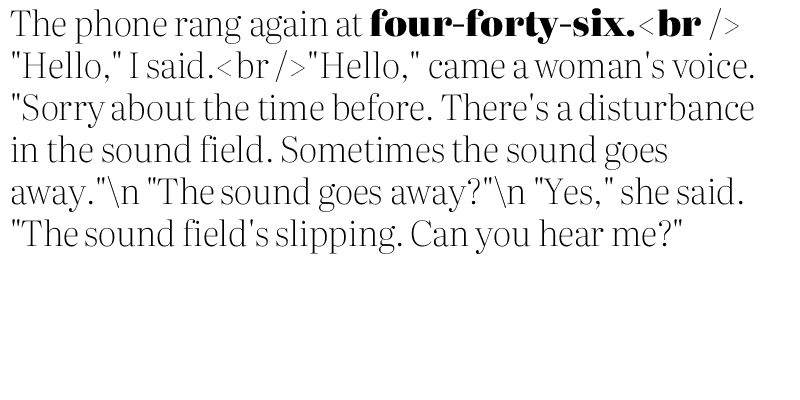 The phone rang again at four-forty-six.<br />
"Hello," I said.<br />"Hello," came a woman's voice.
"Sorry about the time before. There's a disturbance
in the sound field. Sometimes the sound goes
away."\n "The sound goes away?"\n "Yes," she said.
"The sound field's slipping. Can you hear me?"